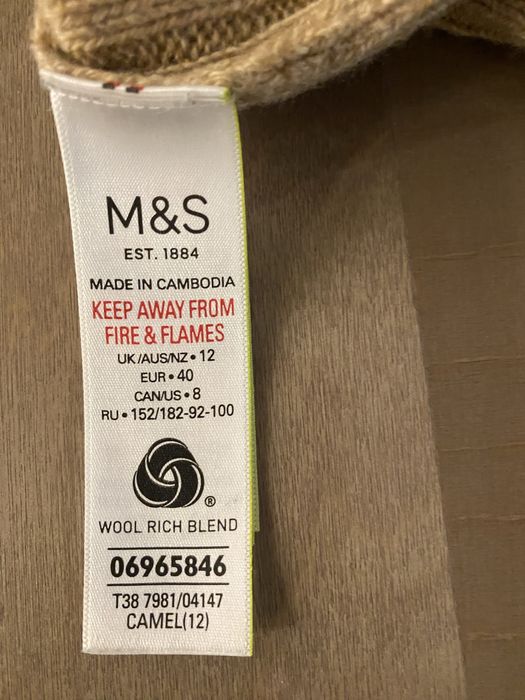 M&S
EST. 1884
MADE IN CAMBODIA
KEEP AWAY FROM
FIRE & FLAMES
UK/AUS/NZ • 12
EUR • 40
CAN/US • 8
RU • 152/182-92-100
®
WOOL RICH BLEND
06965846
T38 7981/04147
CAMEL(12)